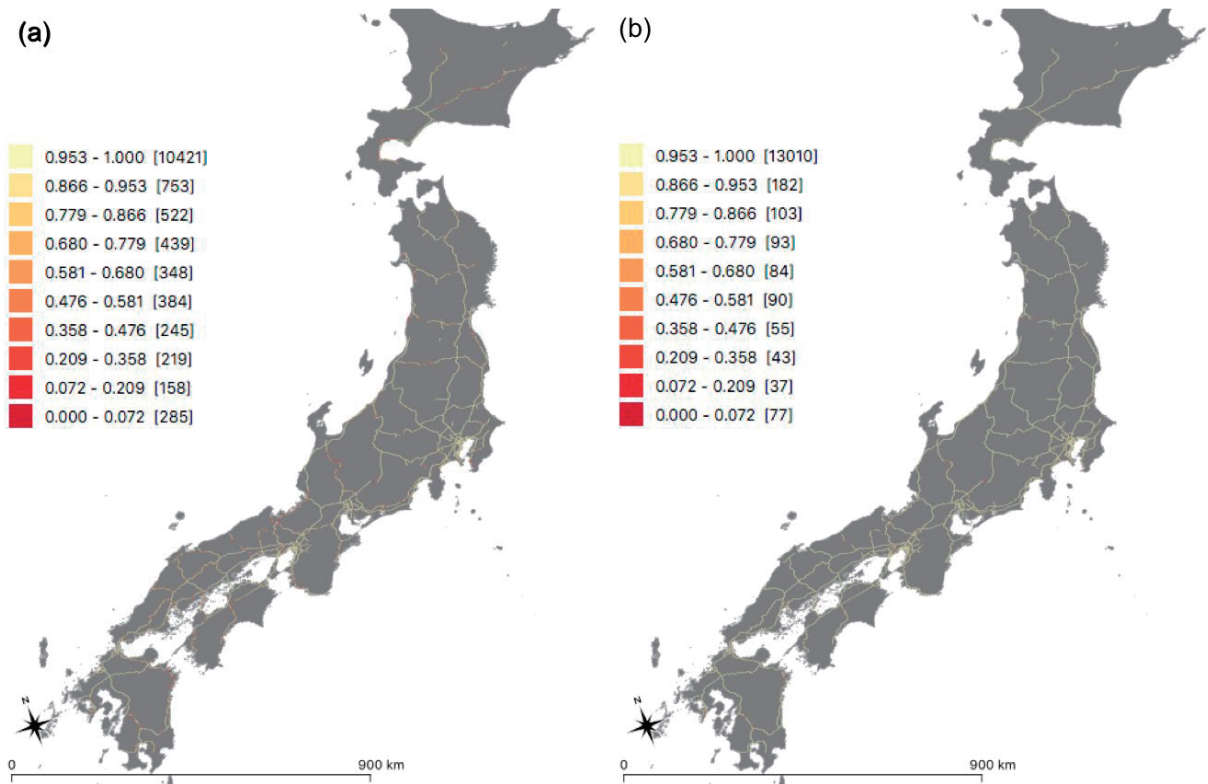 (a)
0.953 - 1.000 [10421]
0.866 - 0.953 [753]
0.779 - 0.866 [522]
0.680 - 0.779 [439]
0.581 - 0.680 [348]
0.476 - 0.581 [384]
0.358 - 0.476 [245]
0.209 - 0.358 [219]
0.072 - 0.209 [158]
0.000 - 0.072 [285]
N
0 900 km
(b)
0.953 - 1.000 [13010]
0.866 - 0.953 [182]
0.779 - 0.866 [103]
0.680 - 0.779 [93]
0.581 - 0.680 [84]
0.476 - 0.581 [90]
0.358 - 0.476 [55]
0.209 - 0.358 [43]
0.072 - 0.209 [37]
0.000 - 0.072 [77]
N
0 900 km